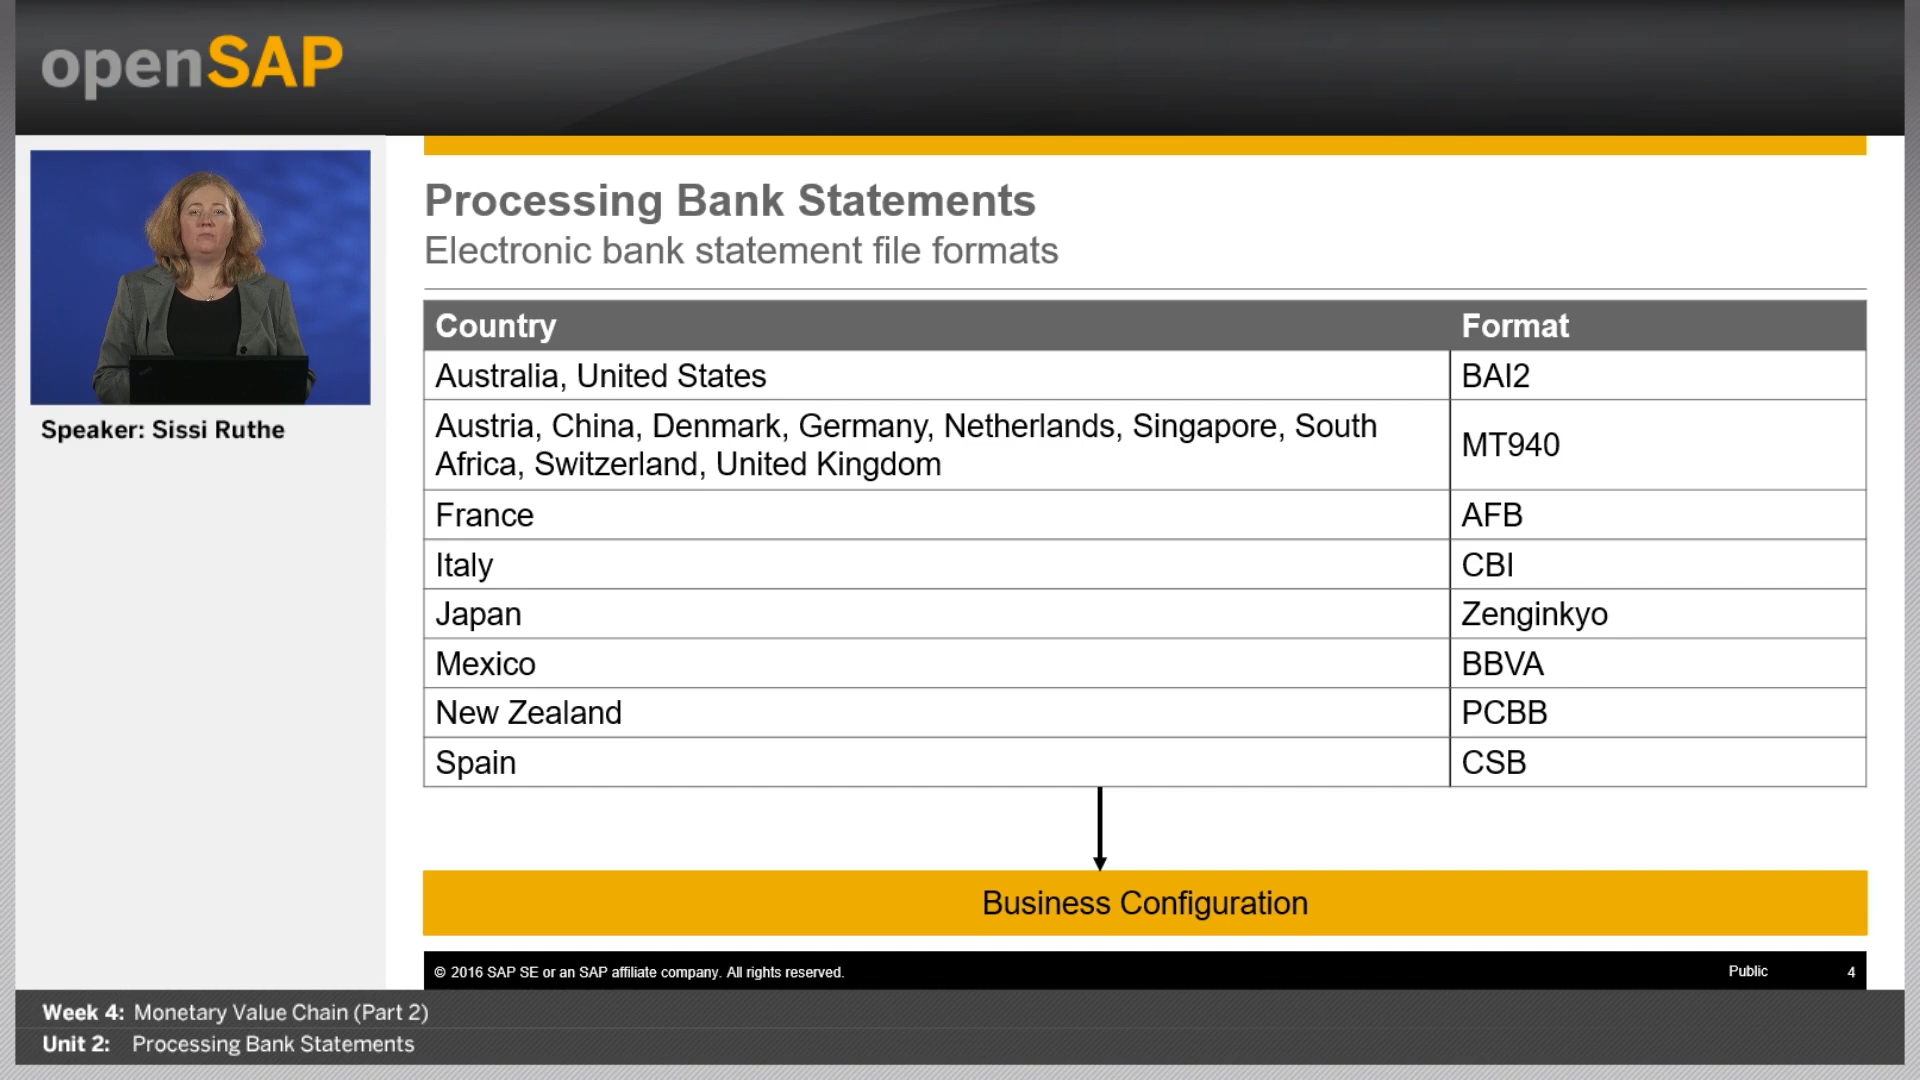 openSAP
Speaker: Sissi Ruthe
Processing Bank Statements
Electronic bank statement file formats
Country Format
Australia, United States BAI2
Austria, China, Denmark, Germany, Netherlands, Singapore, South
Africa, Switzerland, United Kingdom MT940
France AFB
Italy CBI
Japan Zenginkyo
Mexico BBVA
New Zealand PCBB
Spain CSB
Business Configuration
© 2016 SAP SE or an SAP affiliate company. All rights reserved. Public 4
Week 4: Monetary Value Chain (Part 2)
Unit 2: Processing Bank Statements